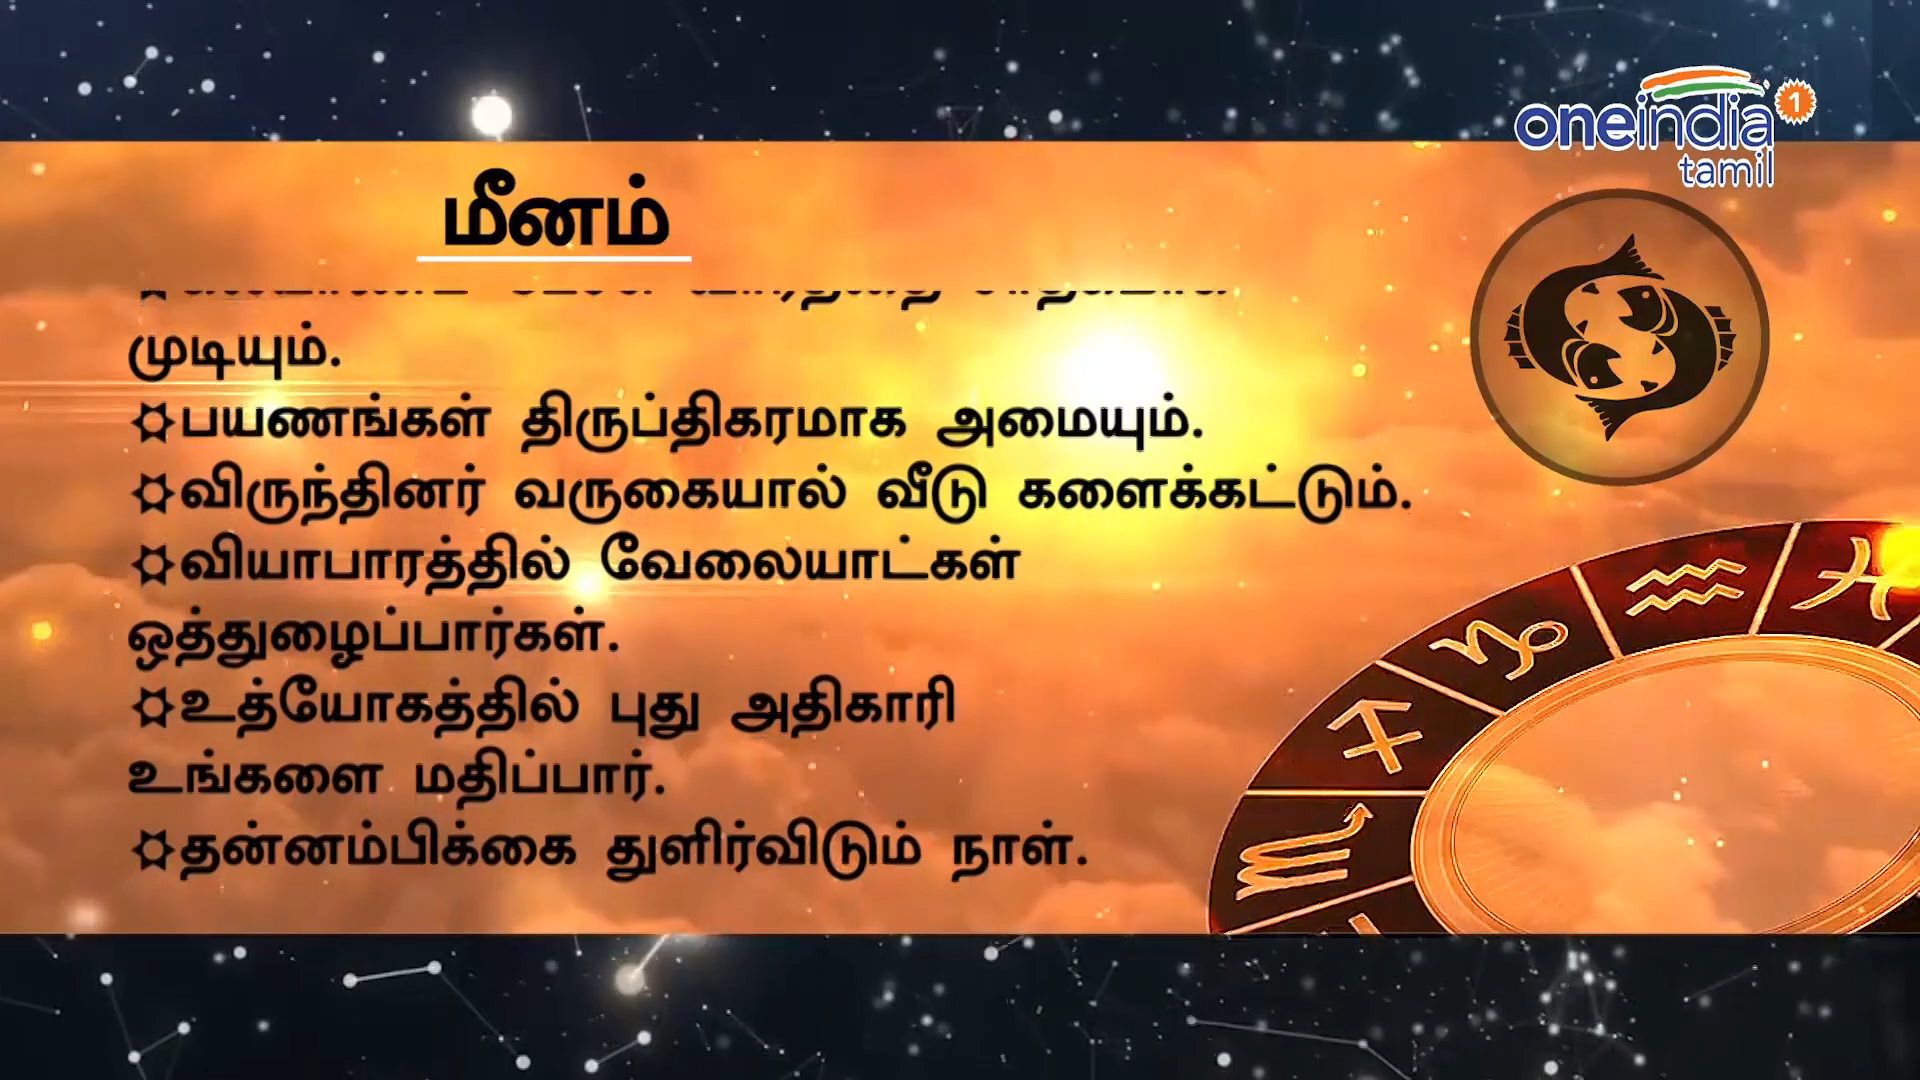 oneindia 1
tamil
மீனம்
முடியும்.
பயணங்கள் திருப்திகரமாக அமையும்.
விருந்தினர் வருகையால் வீடு களைக்கட்டும்.
வியாபாரத்தில் வேலையாட்கள்
ஒத்துழைப்பார்கள்.
உத்யோகத்தில் புது அதிகாரி
உங்களை மதிப்பார்.
தன்னம்பிக்கை துளிர்விடும் நாள்.